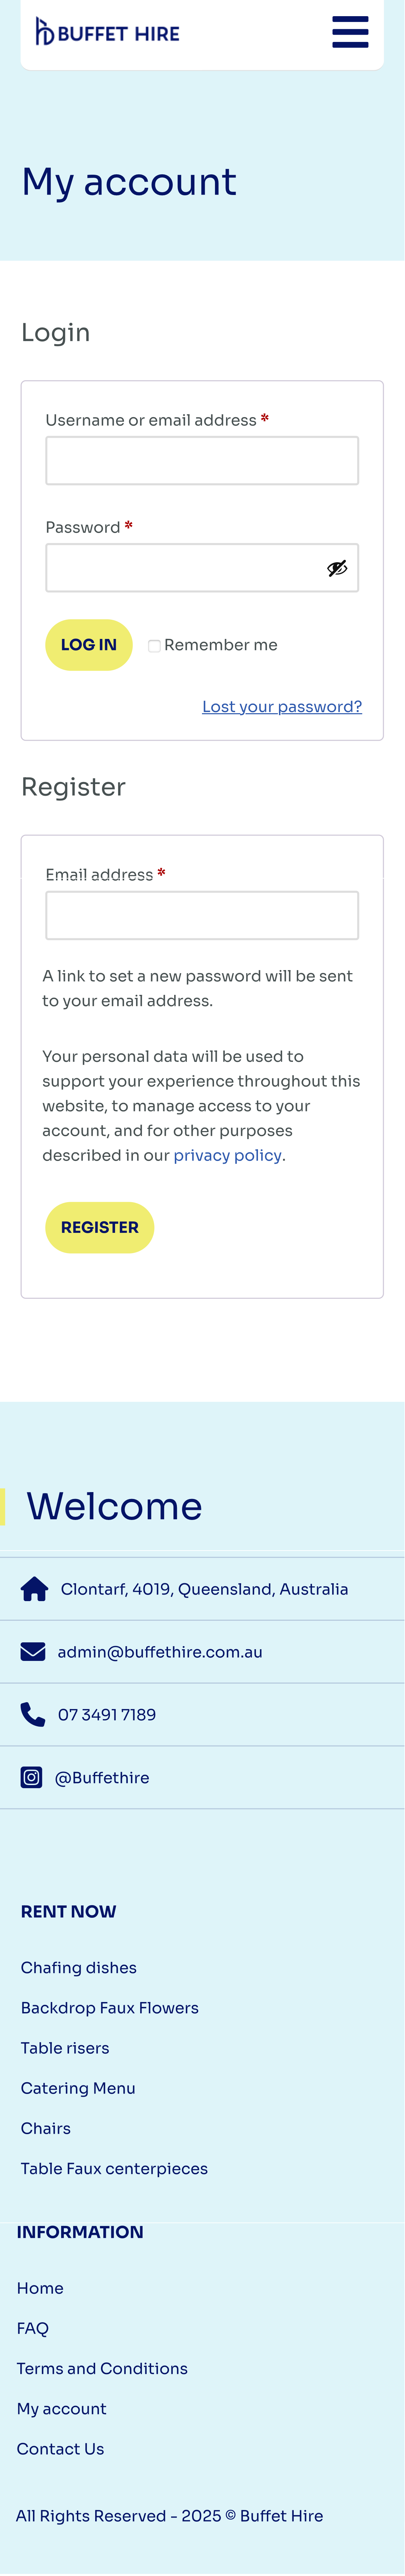 BUFFET HIRE
My account
Login
Username or email address *
Password *
LOG IN
Remember me
Lost your password?
Register
Email address *
A link to set a new password will be sent
to your email address.
Your personal data will be used to
support your experience throughout this
website, to manage access to your
account, and for other purposes
described in our privacy policy.
REGISTER
Welcome
Clontarf, 4019, Queensland, Australia
admin@buffethire.com.au
07 3491 7189
@Buffethire
RENT NOW
Chafing dishes
Backdrop Faux Flowers
Table risers
Catering Menu
Chairs
Table Faux centerpieces
INFORMATION
Home
FAQ
Terms and Conditions
My account
Contact Us
All Rights Reserved - 2025 © Buffet Hire